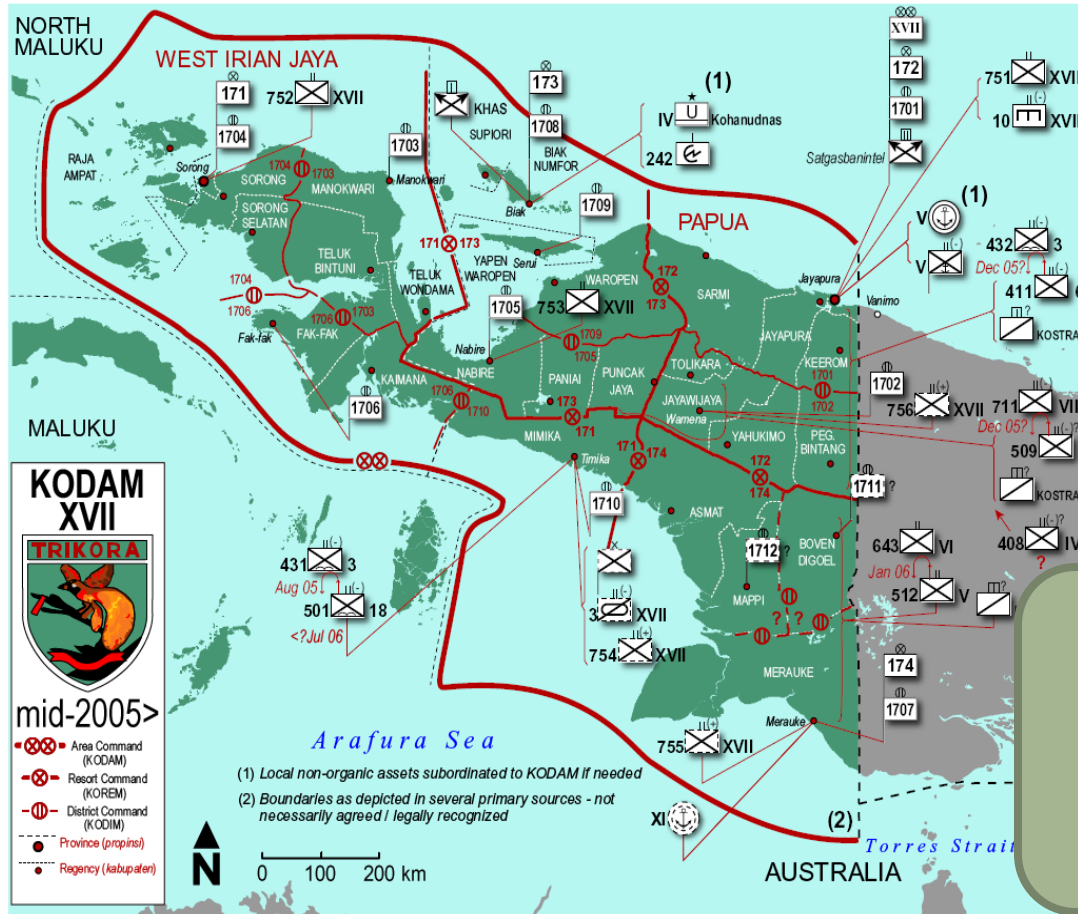 NORTH
MALUKU
WEST IRIAN JAYA
171
1704
752 XVII
KHAS
SUPIORI
173
1708
BIAK
NUMFOR
(1)
IV U Kohanudnas
242
XVII
172
1701
Satgasbanintel
751 XVII
10 XVII
RAJA
AMPAT
Sorong
SORONG
1704
1703
MANOKWARI
1703
Manokwari
Biak
SORONG
SELATAN
TELUK
BINTUNI
171 173
YAPEN
WAROPEN
Serui
1709
TELUK
WONDAMA
PAPUA
WAROPEN
172
173
SARMI
Jayapura
JAYAPURA
Vanimo
(1)
V
V (-)
432 (-) 3
Dec 05?
411 (-)
?
KOSTRA
1704
1706
Fak-fak
FAK-FAK
1706 1703
1705
753 XVII
Nabire
NABIRE
1709
1705
KAIMANA
1706
PANIAI
PUNCAK
JAYA
TOLIKARA
KEEROM
1701
1702
JAYAWIJAYA
Wamena
1702
756 (+) XVII
711 (-) VII
Dec 05?
509 (-)?
KOSTRA
1706
1710
173
171
MIMIKA
Timika
171
174
YAHUKIMO
172
174
PEG.
BINTANG
1711 ?
408 (-)? IV
?
MALUKU
1710
3 (-) XVII
754 (+) XVII
ASMAT
1712 ?
MAPPI
BOVEN
DIGOEL
? ?
643 VI
Jan 06
512 V
?
431 (-) 3
Aug 05
501 (-) 18
<?Jul 06
MERAUKE
174
1707
Merauke
755 (+) XVII
XI
KODAM
XVII
TRIKORA
mid-2005>
Area Command
(KODAM)
Resort Command
(KOREM)
District Command
(KODIM)
Province (propinsi)
Regency (kabupaten)
Arafura Sea
(1) Local non-organic assets subordinated to KODAM if needed
(2) Boundaries as depicted in several primary sources - not
necessarily agreed / legally recognized
N
0 100 200 km
(2)
Torres Strait
AUSTRALIA